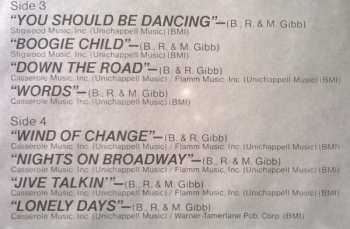 Side 3
"YOU SHOULD BE DANCING"—(B., R. & M. Gibb)
Stigwood Music, Inc. (Unichappell Music) (BMI)
"BOOGIE CHILD"—(B., R. & M. Gibb)
Stigwood Music, Inc. (Unichappell Music) (BMI)
"DOWN THE ROAD"—(B. & R. Gibb)
Casserole Music, Inc. (Unichappell Music) / Flamm Music, Inc. (Unichappell Music) (BMI)
"WORDS"—(B., R. & M. Gibb)
Casserole Music, Inc. (Unichappell Music) / Flamm Music, Inc. (Unichappell Music) (BMI)
Side 4
"WIND OF CHANGE"—(B. & R. Gibb)
Casserole Music, Inc. (Unichappell Music) / Flamm Music, Inc. (Unichappell Music) (BMI)
"NIGHTS ON BROADWAY"—(B., R. & M. Gibb)
Casserole Music, Inc. (Unichappell Music) / Flamm Music, Inc. (Unichappell Music) (BMI)
"JIVE TALKIN'"—(B., R. & M. Gibb)
Casserole Music, Inc. (Unichappell Music) / Flamm Music, Inc. (Unichappell Music) (BMI)
"LONELY DAYS"—(B., R. & M. Gibb)
Casserole Music, Inc. (Unichappell Music) / Warner-Tamerlane Pub. Corp. (BMI)